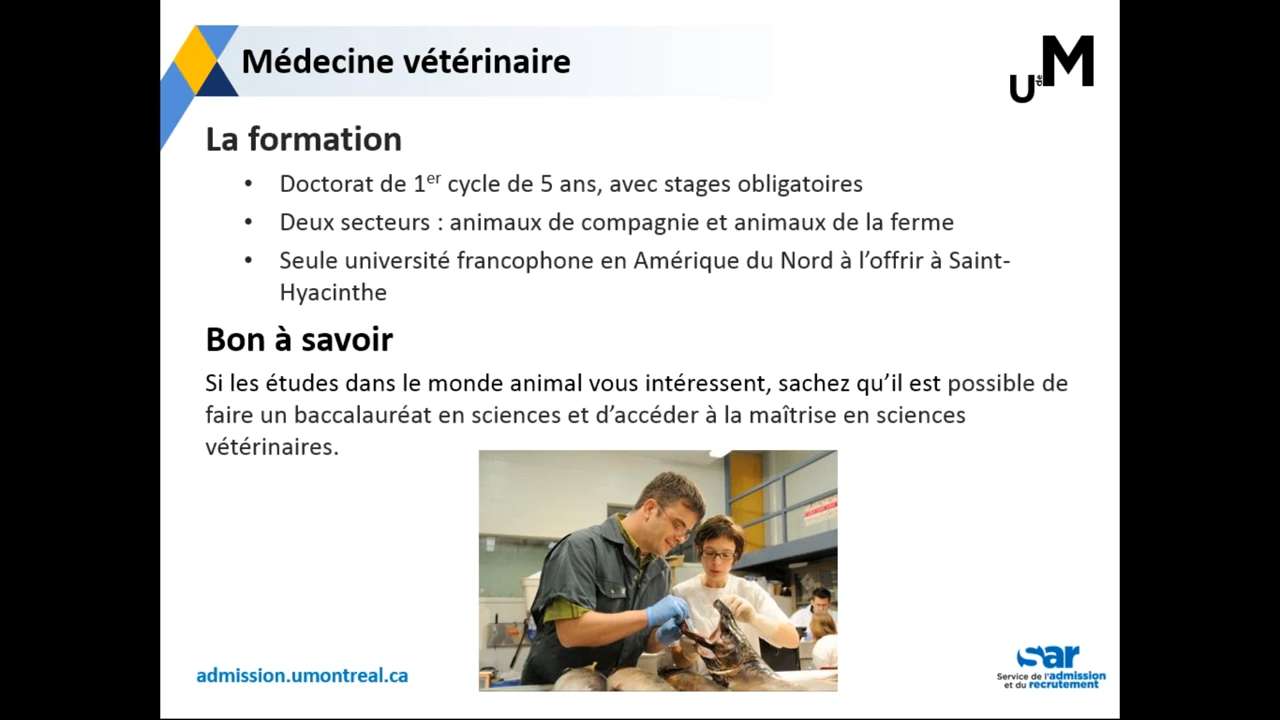 Médecine vétérinaire
U de M
La formation
• Doctorat de 1er cycle de 5 ans, avec stages obligatoires
• Deux secteurs : animaux de compagnie et animaux de la ferme
• Seule université francophone en Amérique du Nord à l’offrir à Saint-
Hyacinthe
Bon à savoir
Si les études dans le monde animal vous intéressent, sachez qu’il est possible de
faire un baccalauréat en sciences et d’accéder à la maîtrise en sciences
vétérinaires.
admission.umontreal.ca
sar
Service de l'admission
et du recrutement